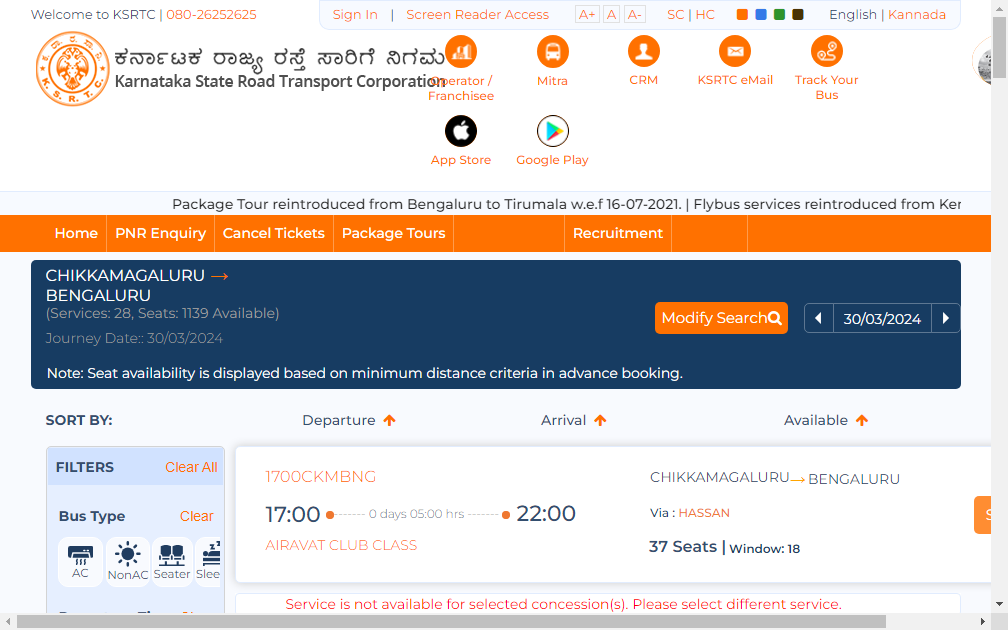 Welcome to KSRTC | 080-26252625
Sign In | Screen Reader Access A+ A A- SC | HC English | Kannada
ಕರ್ನಾಟಕ ರಾಜ್ಯ ರಸ್ತೆ ಸಾರಿಗೆ ನಿಗಮ
Karnataka State Road Transport Corporation
K.S.R.T.C.
Operator / Franchisee
Mitra
CRM
KSRTC eMail
Track Your Bus
App Store
Google Play
Package Tour reintroduced from Bengaluru to Tirumala w.e.f 16-07-2021. | Flybus services reintroduced from Ker
Home PNR Enquiry Cancel Tickets Package Tours Recruitment
CHIKKAMAGALURU →
BENGALURU
(Services: 28, Seats: 1139 Available)
Journey Date:: 30/03/2024
Modify Search
30/03/2024
Note: Seat availability is displayed based on minimum distance criteria in advance booking.
SORT BY: Departure Arrival Available
FILTERS Clear All
Bus Type Clear
AC NonAC Seater Slee
1700CKMBNG
17:00 0 days 05:00 hrs 22:00
AIRAVAT CLUB CLASS
CHIKKAMAGALURU→BENGALURU
Via : HASSAN
37 Seats | Window: 18
S
Service is not available for selected concession(s). Please select different service.